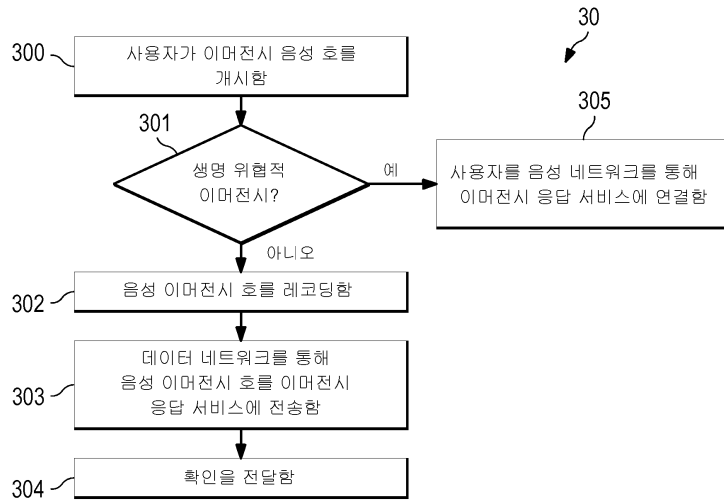 30
300
사용자가 이머전시 음성 호를
개시함
301
생명 위협적
이머전시?
예
305
사용자를 음성 네트워크를 통해
이머전시 응답 서비스에 연결함
아니오
302
음성 이머전시 호를 레코딩함
303
데이터 네트워크를 통해
음성 이머전시 호를 이머전시
응답 서비스에 전송함
304
확인을 전달함